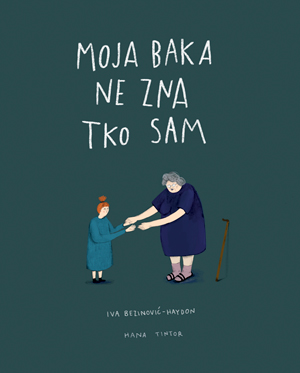 MOJA BAKA
NE ZNA
TKO SAM
IVA BEZINOVIĆ-HAYDON
HANA TINTOR